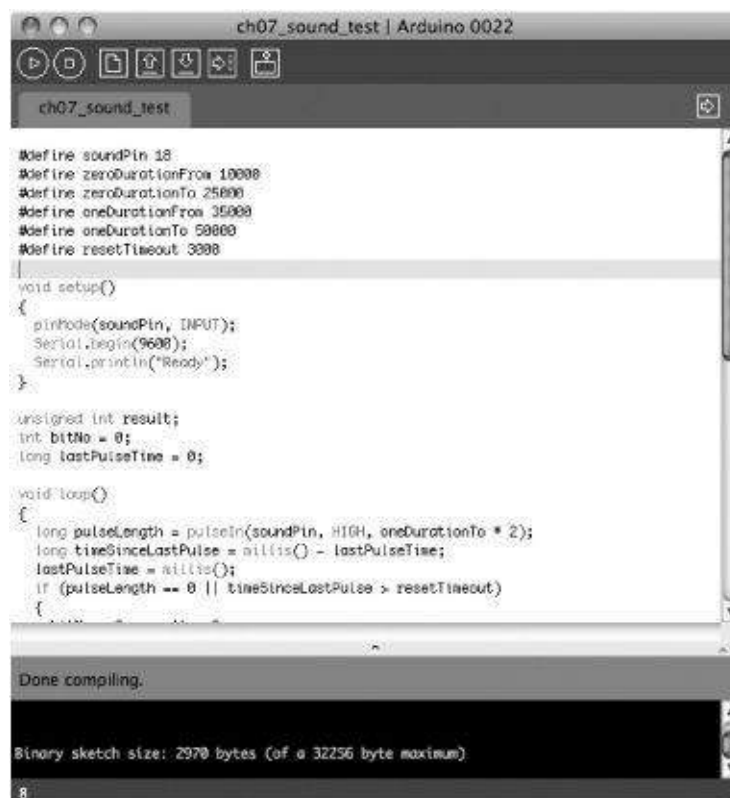 ch07_sound_test | Arduino 0022
ch07_sound_test
#define soundPin 18
#define zeroDurationFrom 10000
#define zeroDurationTo 25000
#define oneDurationFrom 35000
#define oneDurationTo 50000
#define resetTimeout 3000
void setup()
{
pinMode(soundPin, INPUT);
Serial.begin(9600);
Serial.println("Ready");
}
unsigned int result;
int bitNo = 0;
long lastPulseTime = 0;
void loop()
{
long pulseLength = pulseIn(soundPin, HIGH, oneDurationTo * 2);
long timeSinceLastPulse = millis() - lastPulseTime;
lastPulseTime = millis();
if (pulseLength == 0 || timeSinceLastPulse > resetTimeout)
{
Done compiling.
Binary sketch size: 2970 bytes (of a 32256 byte maximum)
8